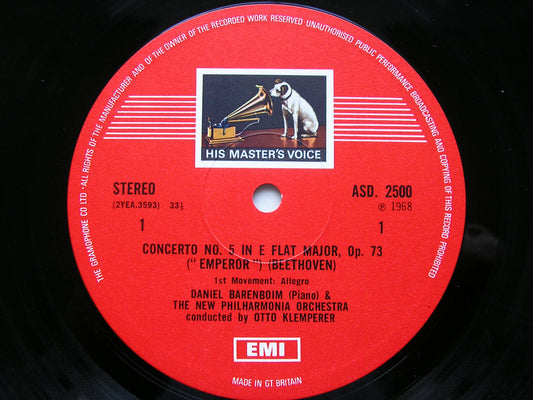 THE GRAMOPHONE CO LTD · ALL RIGHTS OF THE MANUFACTURER AND OF THE OWNER OF THE RECORDED WORK RESERVED UNAUTHORISED PUBLIC PERFORMANCE BROADCASTING AND COPYING OF THIS RECORD PROHIBITED
HIS MASTER'S VOICE
STEREO
ASD. 2500
(2YEA.3593) 33⅓
℗ 1968
1
1
CONCERTO NO. 5 IN E FLAT MAJOR, Op. 73
("EMPEROR") (BEETHOVEN)
1st Movement: Allegro
DANIEL BARENBOIM (Piano) &
THE NEW PHILHARMONIA ORCHESTRA
conducted by OTTO KLEMPERER
EMI
MADE IN GT. BRITAIN